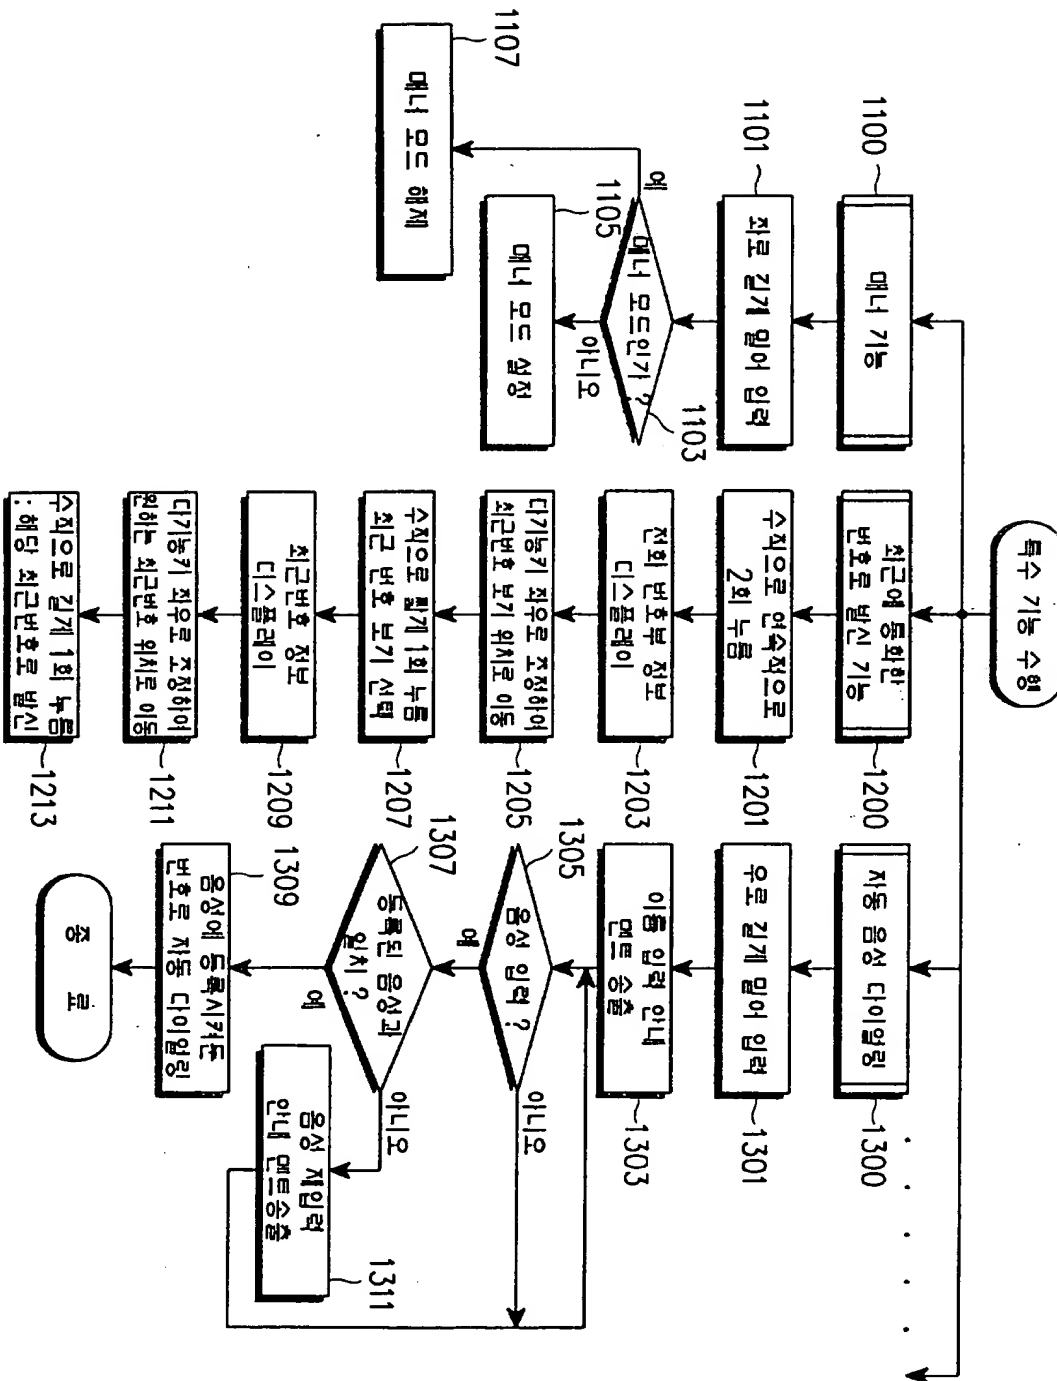 특수 기능 수행
1100
매너 기능
1101
좌로 길게 밀어 입력
1103
매너 모드인가 ?
예
아니오
1105
매너 모드 설정
1107
매너 모드 해제
최근에 통화한
번호로 발신 기능
1200
수직으로 연속적으로
2회 누름
1201
전화 번호부 정보
디스플레이
1203
다기능키 좌우로 조정하여
최근번호 보기 위치로 이동
1205
수직으로 짧게 1회 누름
최근 번호 보기 선택
1207
최근번호 정보
디스플레이
1209
다기능키 좌우로 조정하여
원하는 최근번호 위치로 이동
1211
수직으로 길게 1회 누름
: 해당 최근번호로 발신
1213
자동 음성 다이얼링
1300
우로 길게 밀어 입력
1301
이름 입력 안내
멘트 송출
1303
1305
음성 입력 ?
예
아니오
1307
등록된 음성과
일치 ?
예
아니오
1309
음성에 등록시켜둔
번호로 자동 다이얼링
음성 재입력
안내 멘트송출
1311
종 료